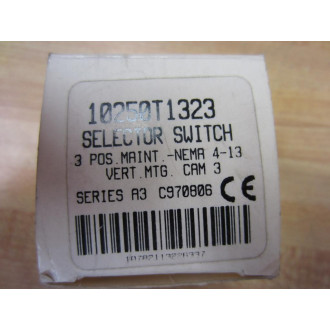 10250T1323
SELECTOR SWITCH
3 POS.MAINT.-NEMA 4-13
VERT.MTG. CAM 3
SERIES A3 C970806 CE